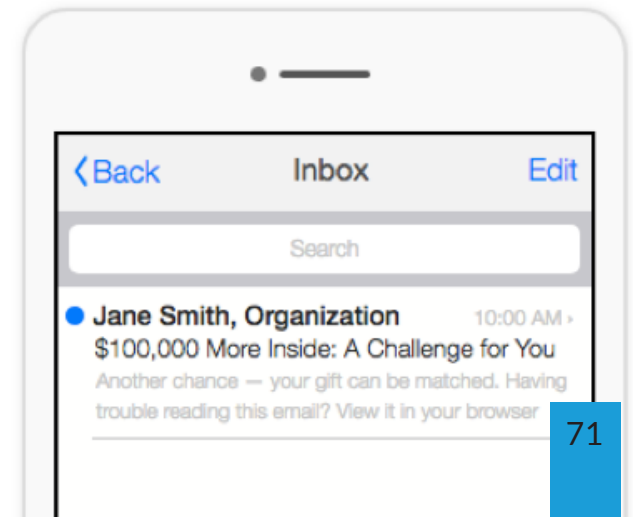 Back Inbox Edit
Search
Jane Smith, Organization 10:00 AM ›
$100,000 More Inside: A Challenge for You
Another chance — your gift can be matched. Having
trouble reading this email? View it in your browser
71